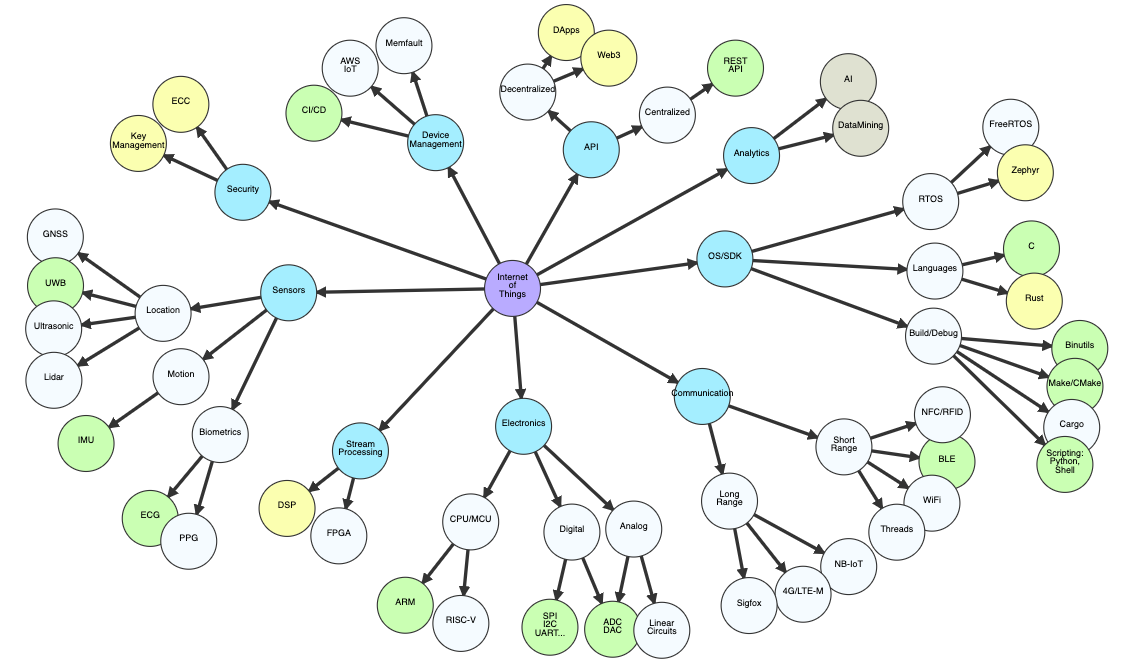 DApps
Web3
Memfault
AWS
IoT
REST
API
AI
Decentralized
ECC
CI/CD
Centralized
DataMining
FreeRTOS
Key
Management
Device
Management
API
Analytics
Zephyr
Security
RTOS
GNSS
C
OS/SDK
Languages
UWB
Internet
of
Things
Sensors
Rust
Location
Ultrasonic
Build/Debug
Binutils
Motion
Lidar
Make/CMake
Communication
NFC/RFID
Electronics
Cargo
Biometrics
IMU
Stream
Processing
Short
Range
BLE
Scripting:
Python,
Shell
Long
Range
WiFi
DSP
ECG
CPU/MCU
Digital
Analog
Threads
PPG
FPGA
NB-IoT
4G/LTE-M
ARM
Sigfox
RISC-V
SPI
I2C
UART...
ADC
DAC
Linear
Circuits